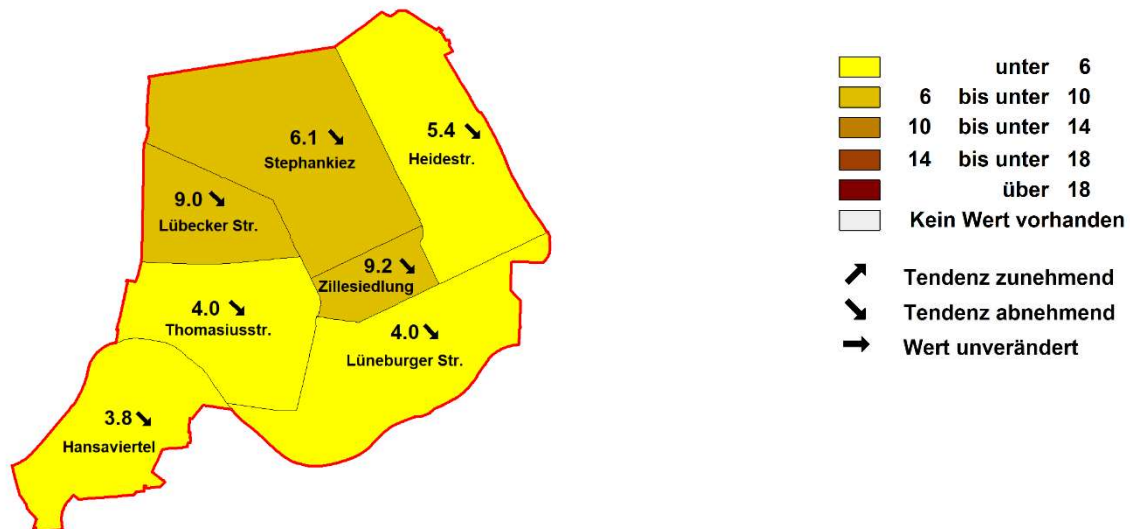 6.1
Stephankiez
5.4
Heidestr.
9.0
Lübecker Str.
9.2
Zillesiedlung
4.0
Thomasiusstr.
4.0
Lüneburger Str.
3.8
Hansaviertel
unter 6
6 bis unter 10
10 bis unter 14
14 bis unter 18
über 18
Kein Wert vorhanden
Tendenz zunehmend
Tendenz abnehmend
Wert unverändert